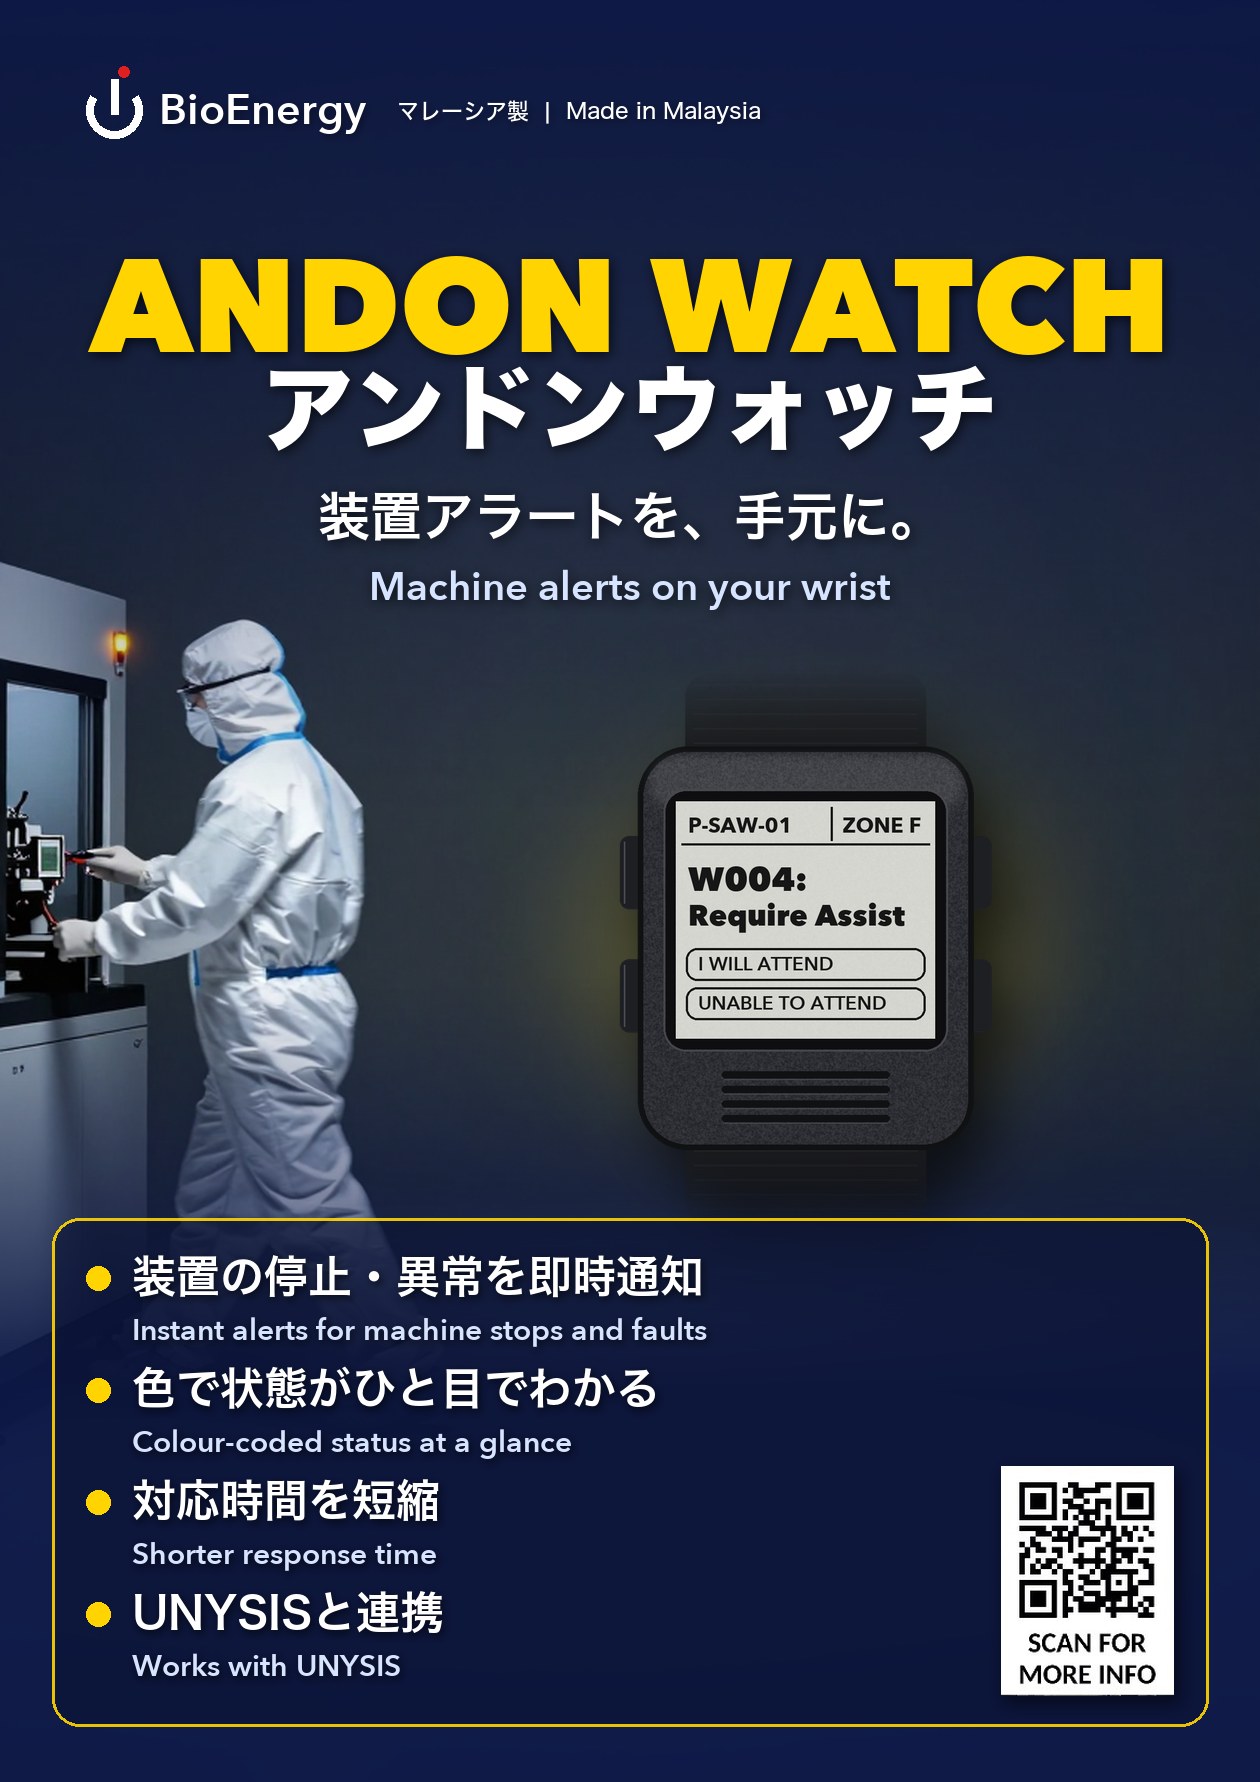 BioEnergy マレーシア製 | Made in Malaysia
ANDON WATCH
アンドンウォッチ
装置アラートを、手元に。
Machine alerts on your wrist
P-SAW-01 | ZONE F
W004:
Require Assist
I WILL ATTEND
UNABLE TO ATTEND
装置の停止・異常を即時通知
Instant alerts for machine stops and faults
色で状態がひと目でわかる
Colour-coded status at a glance
対応時間を短縮
Shorter response time
UNYSISと連携
Works with UNYSIS
SCAN FOR
MORE INFO